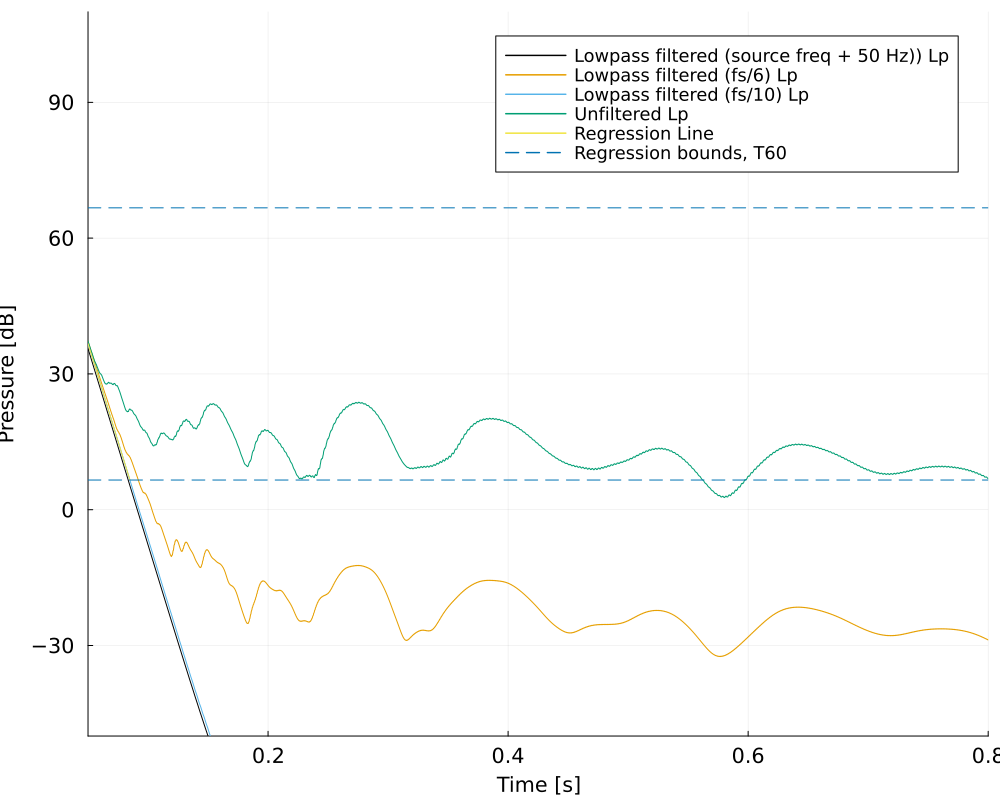 Lowpass filtered (source freq + 50 Hz)) Lp
Lowpass filtered (fs/6) Lp
Lowpass filtered (fs/10) Lp
Unfiltered Lp
Regression Line
Regression bounds, T60
90
60
30
0
−30
Pressure [dB]
0.2
0.4
0.6
0.8
Time [s]